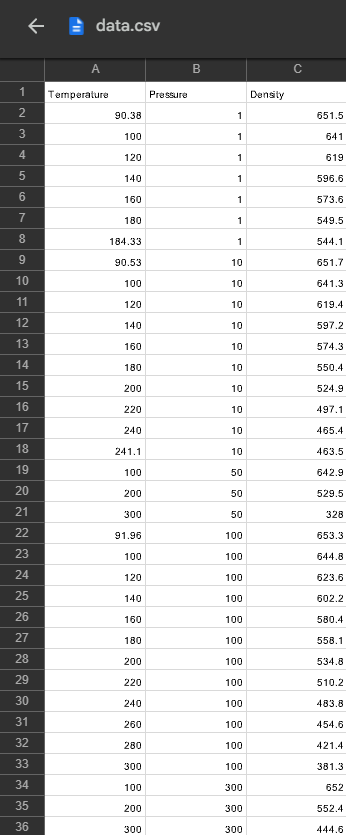 data.csv
A B C
1 Temperature Pressure Density
2 90.38 1 651.5
3 100 1 641
4 120 1 619
5 140 1 596.6
6 160 1 573.6
7 180 1 549.5
8 184.33 1 544.1
9 90.53 10 651.7
10 100 10 641.3
11 120 10 619.4
12 140 10 597.2
13 160 10 574.3
14 180 10 550.4
15 200 10 524.9
16 220 10 497.1
17 240 10 465.4
18 241.1 10 463.5
19 100 50 642.9
20 200 50 529.5
21 300 50 328
22 91.96 100 653.3
23 100 100 644.8
24 120 100 623.6
25 140 100 602.2
26 160 100 580.4
27 180 100 558.1
28 200 100 534.8
29 220 100 510.2
30 240 100 483.8
31 260 100 454.6
32 280 100 421.4
33 300 100 381.3
34 100 300 652
35 200 300 552.4
36 300 300 444.6